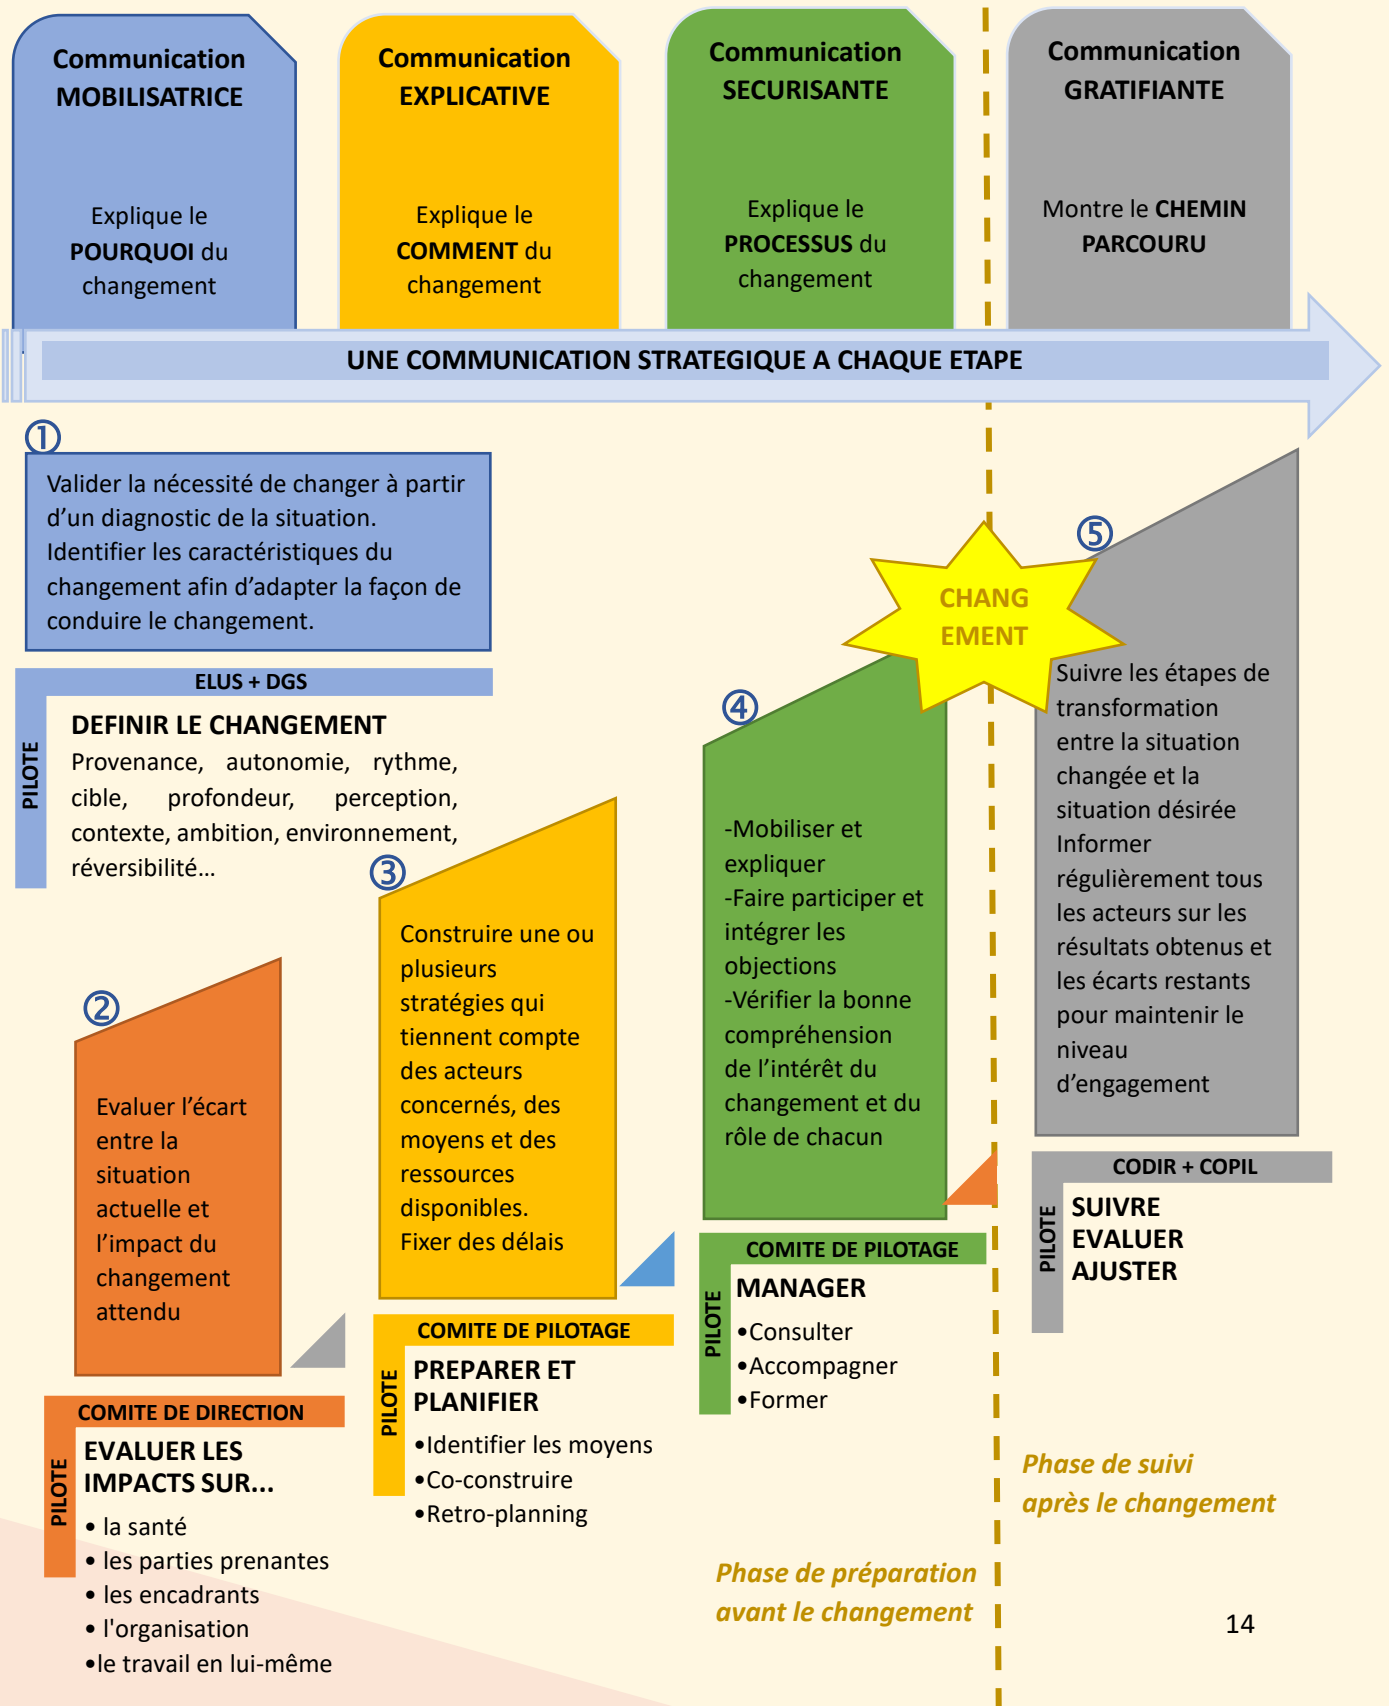 Communication
MOBILISATRICE
Explique le
POURQUOI du
changement
Communication
EXPLICATIVE
Explique le
COMMENT du
changement
Communication
SECURISANTE
Explique le
PROCESSUS du
changement
Communication
GRATIFIANTE
Montre le CHEMIN
PARCOURU
UNE COMMUNICATION STRATEGIQUE A CHAQUE ETAPE
①
Valider la nécessité de changer à partir
d’un diagnostic de la situation.
Identifier les caractéristiques du
changement afin d’adapter la façon de
conduire le changement.
ELUS + DGS
PILOTE
DEFINIR LE CHANGEMENT
Provenance, autonomie, rythme,
cible, profondeur, perception,
contexte, ambition, environnement,
réversibilité…
②
Evaluer l’écart
entre la
situation
actuelle et
l’impact du
changement
attendu
COMITE DE DIRECTION
PILOTE
EVALUER LES
IMPACTS SUR...
• la santé
• les parties prenantes
• les encadrants
• l'organisation
•le travail en lui-même
③
Construire une ou
plusieurs
stratégies qui
tiennent compte
des acteurs
concernés, des
moyens et des
ressources
disponibles.
Fixer des délais
COMITE DE PILOTAGE
PILOTE
PREPARER ET
PLANIFIER
•Identifier les moyens
•Co-construire
•Retro-planning
④
-Mobiliser et
expliquer
-Faire participer et
intégrer les
objections
-Vérifier la bonne
compréhension
de l’intérêt du
changement et du
rôle de chacun
COMITE DE PILOTAGE
PILOTE
MANAGER
•Consulter
•Accompagner
•Former
CHANG
EMENT
⑤
Suivre les étapes de
transformation
entre la situation
changée et la
situation désirée
Informer
régulièrement tous
les acteurs sur les
résultats obtenus et
les écarts restants
pour maintenir le
niveau
d’engagement
CODIR + COPIL
PILOTE
SUIVRE
EVALUER
AJUSTER
Phase de suivi
après le changement
Phase de préparation
avant le changement
14